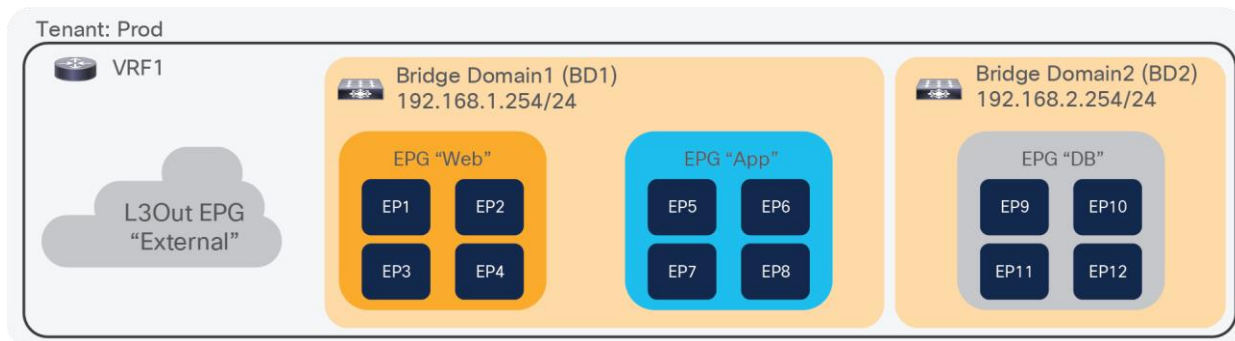 Tenant: Prod
VRF1
L3Out EPG
“External”
Bridge Domain1 (BD1)
192.168.1.254/24
EPG “Web”
EP1
EP2
EP3
EP4
EPG “App”
EP5
EP6
EP7
EP8
Bridge Domain2 (BD2)
192.168.2.254/24
EPG “DB”
EP9
EP10
EP11
EP12